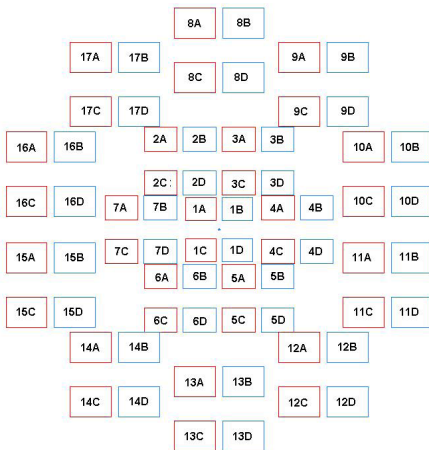 8A 8B
17A 17B 9A 9B
8C 8D
17C 17D 9C 9D
2A 2B 3A 3B
16A 16B 10A 10B
2C 2D 3C 3D
16C 16D 10C 10D
7A 7B 1A 1B 4A 4B
7C 7D 1C 1D 4C 4D
15A 15B 11A 11B
6A 6B 5A 5B
15C 15D 11C 11D
6C 6D 5C 5D
14A 14B 12A 12B
13A 13B
14C 14D 12C 12D
13C 13D